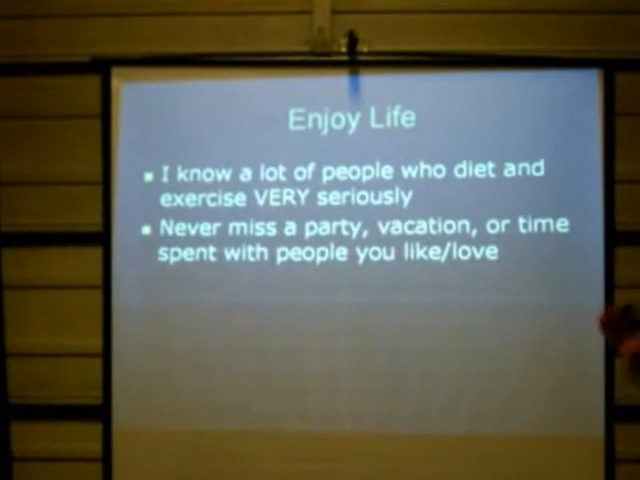 Enjoy Life
▪ I know a lot of people who diet and
exercise VERY seriously
▪ Never miss a party, vacation, or time
spent with people you like/love